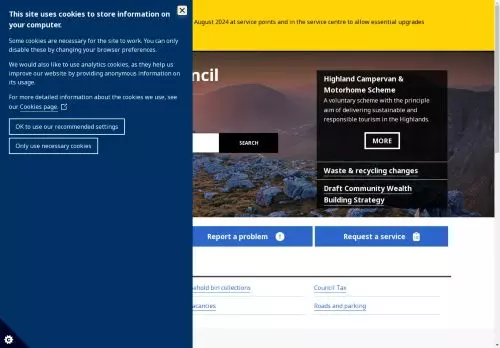 This site uses cookies to store information on
your computer.
Some cookies are necessary for the site to work. You can only
disable these by changing your browser preferences.
We would also like to use analytics cookies, as they help us
improve our website by providing anonymous information on
its usage.
For more detailed information about the cookies we use, see
our Cookies page.
OK to use our recommended settings
Only use necessary cookies
August 2024 at service points and in the service centre to allow essential upgrades
ncil
SEARCH
Highland Campervan &
Motorhome Scheme
A voluntary scheme with the principle
aim of delivering sustainable and
responsible tourism in the Highlands.
MORE
Waste & recycling changes
Draft Community Wealth
Building Strategy
Report a problem
Request a service
ehold bin collections
Council Tax
acancies
Roads and parking